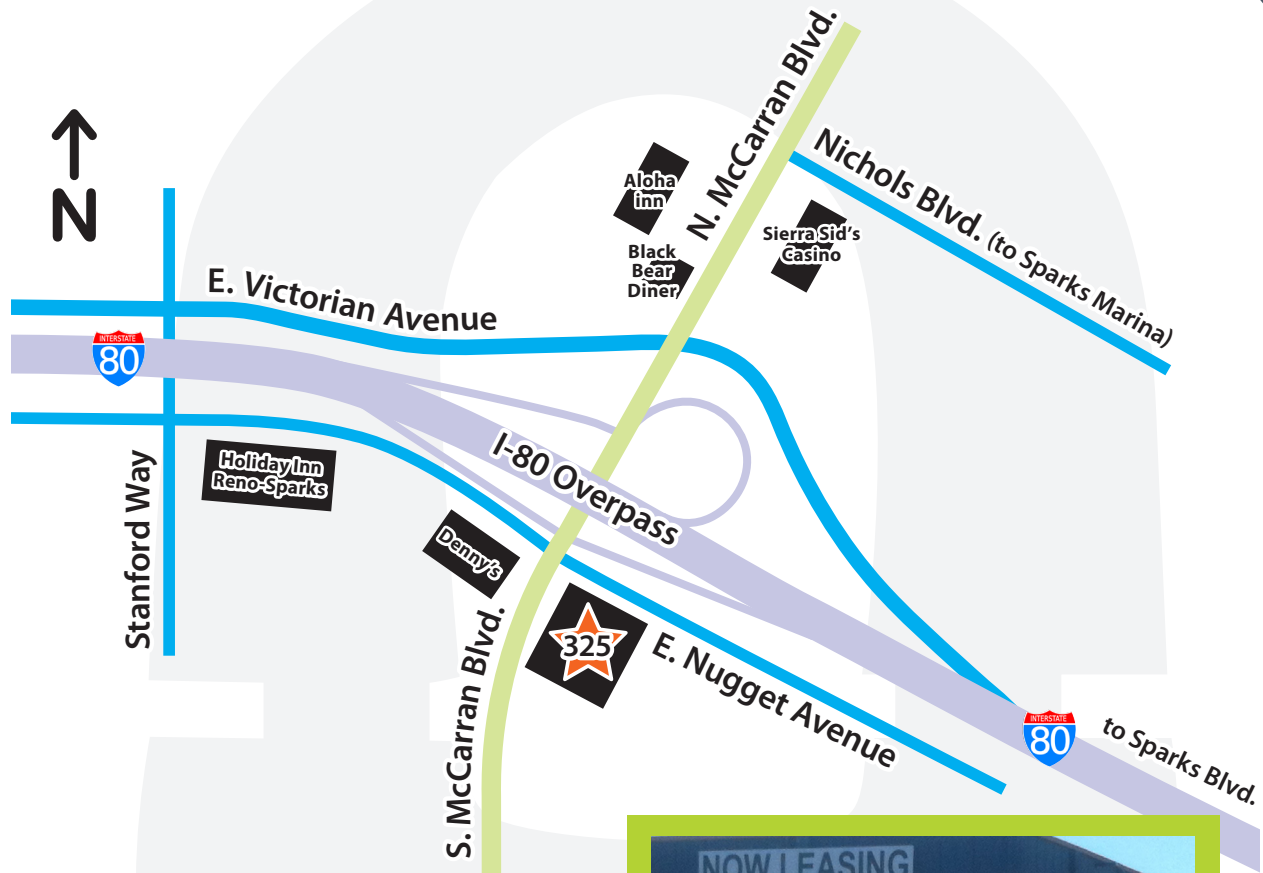 N. McCarran Blvd.
N
Nichols Blvd. (to Sparks Marina)
Aloha
inn
Sierra Sid's
Casino
Black
Bear
Diner
E. Victorian Avenue
INTERSTATE
80
I-80 Overpass
Holiday Inn
Reno-Sparks
Stanford Way
Denny's
325
E. Nugget Avenue
S. McCarran Blvd.
INTERSTATE
80
to Sparks Blvd.
NOW LEASING